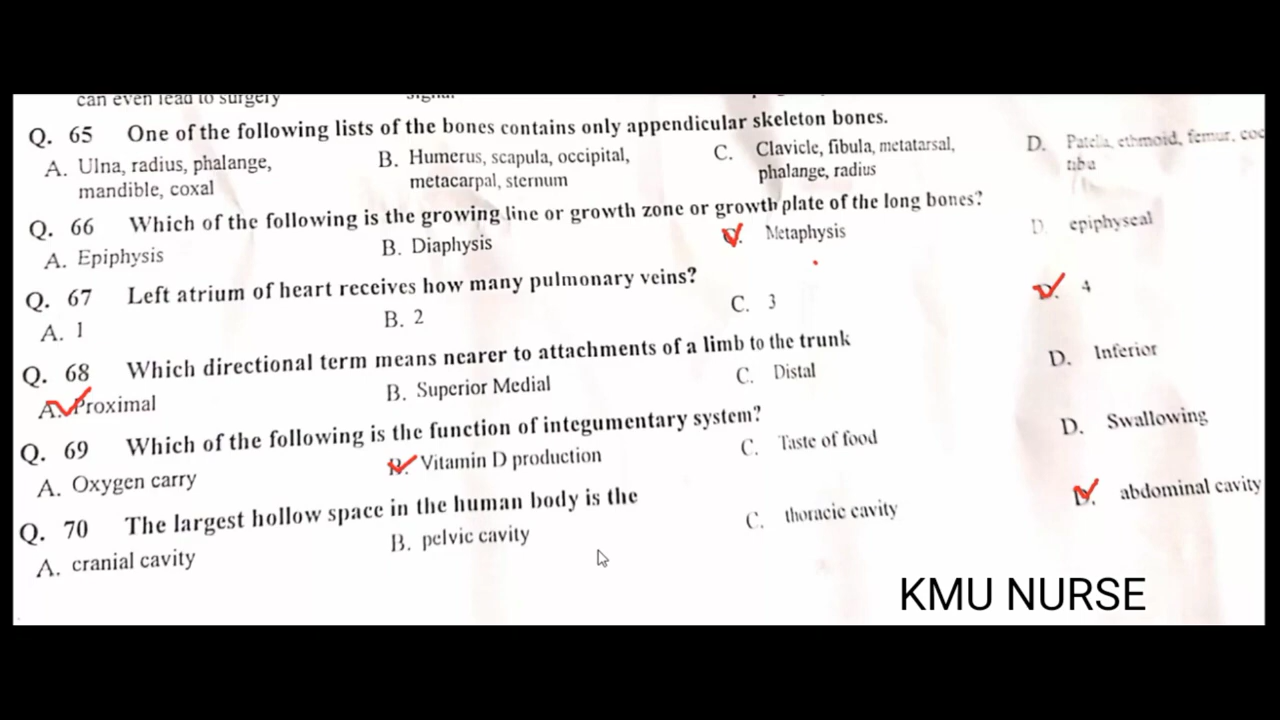 can even lead to surgery
signal.
Q. 65 One of the following lists of the bones contains only appendicular skeleton bones.
A. Ulna, radius, phalange, B. Humerus, scapula, occipital, C. Clavicle, fibula, metatarsal, D. Patella, ethmoid, femur,
mandible, coxal metacarpal, sternum phalange, radius
Q. 66 Which of the following is the growing line or growth zone or growth plate of the long bones?
A. Epiphysis B. Diaphysis C. Metaphysis D. epiphyseal
Q. 67 Left atrium of heart receives how many pulmonary veins?
A. 1 B. 2 C. 3 D. 4
Q. 68 Which directional term means nearer to attachments of a limb to the trunk
A. Proximal B. Superior Medial C. Distal D. Inferior
Q. 69 Which of the following is the function of integumentary system?
A. Oxygen carry B. Vitamin D production C. Taste of food D. Swallowing
Q. 70 The largest hollow space in the human body is the
A. cranial cavity B. pelvic cavity C. thoracic cavity D. abdominal cavity
KMU NURSE